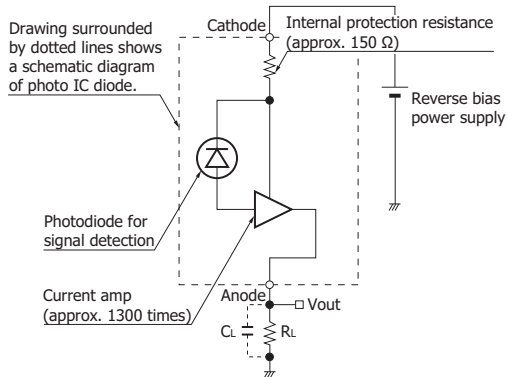 Drawing surrounded
by dotted lines shows
a schematic diagram
of photo IC diode.
Cathode
Internal protection resistance
(approx. 150 Ω)
Reverse bias
power supply
Photodiode for
signal detection
Current amp
(approx. 1300 times)
Anode
Vout
CL
RL